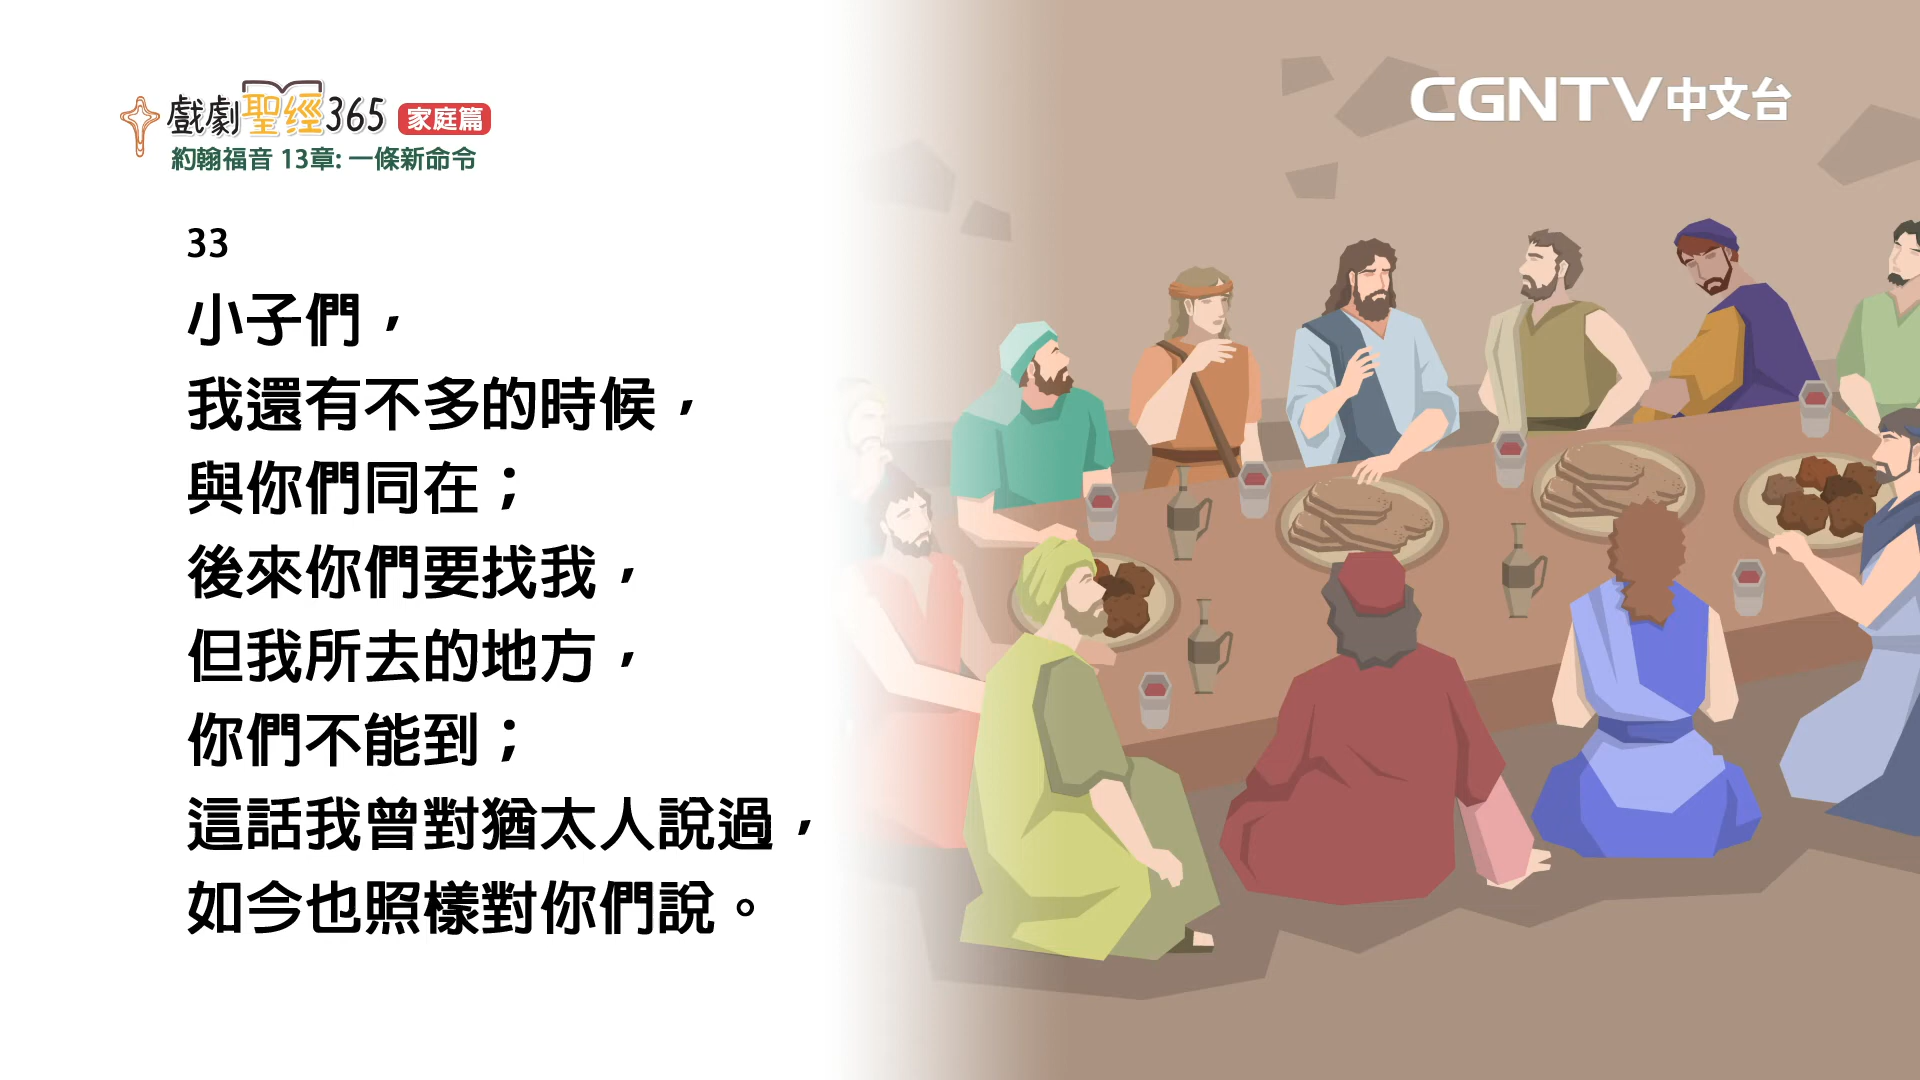 戲劇聖經365 家庭篇
約翰福音 13章: 一條新命令
CGNTV中文台
33
小子們，
我還有不多的時候，
與你們同在；
後來你們要找我，
但我所去的地方，
你們不能到；
這話我曾對猶太人說過，
如今也照樣對你們說。